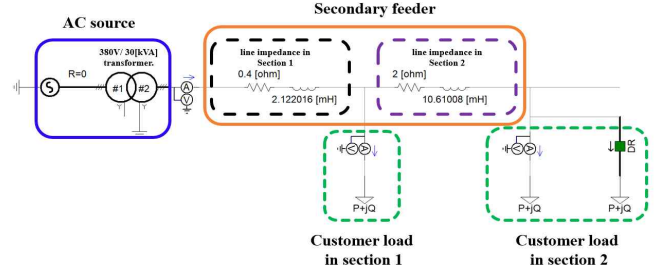 Secondary feeder
AC source
380V/ 30[kVA]
transformer.
R=0
#1
#2
A
V
line impedance in
Section 1
0.4 [ohm]
2.122016 [mH]
line impedance in
Section 2
2 [ohm]
10.61008 [mH]
V
A
P+jQ
V
A
P+jQ
DR
P+jQ
Customer load
in section 1
Customer load
in section 2